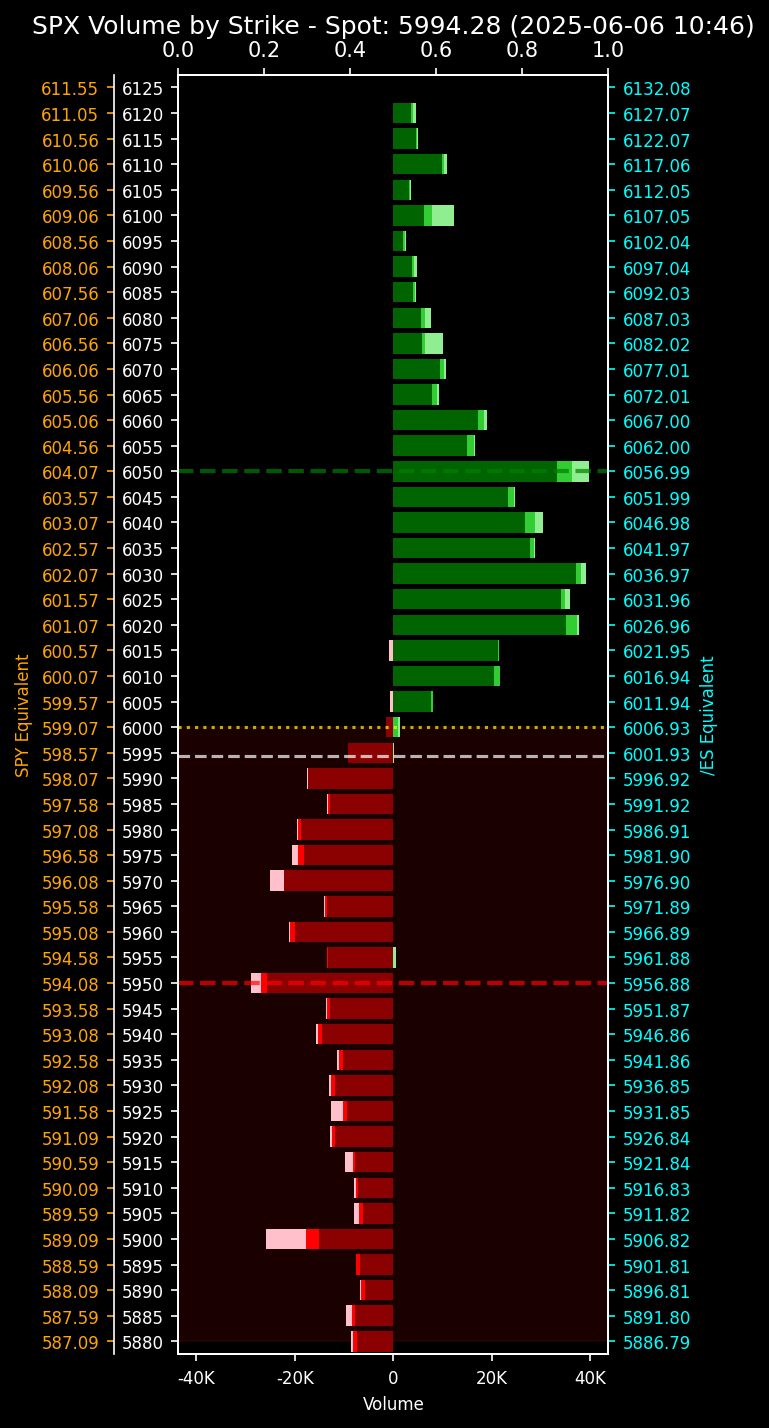 SPX Volume by Strike - Spot: 5994.28 (2025-06-06 10:46)
0.0 0.2 0.4 0.6 0.8 1.0
611.55 6125 6132.08
611.05 6120 6127.07
610.56 6115 6122.07
610.06 6110 6117.06
609.56 6105 6112.05
609.06 6100 6107.05
608.56 6095 6102.04
608.06 6090 6097.04
607.56 6085 6092.03
607.06 6080 6087.03
606.56 6075 6082.02
606.06 6070 6077.01
605.56 6065 6072.01
605.06 6060 6067.00
604.56 6055 6062.00
604.07 6050 6056.99
603.57 6045 6051.99
603.07 6040 6046.98
602.57 6035 6041.97
602.07 6030 6036.97
601.57 6025 6031.96
601.07 6020 6026.96
600.57 6015 6021.95
600.07 6010 6016.94
599.57 6005 6011.94
599.07 6000 6006.93
598.57 5995 6001.93
598.07 5990 5996.92
597.58 5985 5991.92
597.08 5980 5986.91
596.58 5975 5981.90
596.08 5970 5976.90
595.58 5965 5971.89
595.08 5960 5966.89
594.58 5955 5961.88
594.08 5950 5956.88
593.58 5945 5951.87
593.08 5940 5946.86
592.58 5935 5941.86
592.08 5930 5936.85
591.58 5925 5931.85
591.09 5920 5926.84
590.59 5915 5921.84
590.09 5910 5916.83
589.59 5905 5911.82
589.09 5900 5906.82
588.59 5895 5901.81
588.09 5890 5896.81
587.59 5885 5891.80
587.09 5880 5886.79
SPY Equivalent
/ES Equivalent
-40K -20K 0 20K 40K
Volume